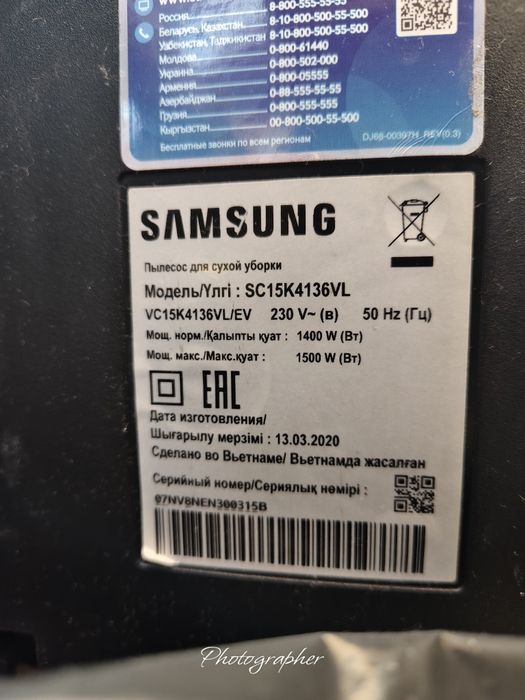 Россия 8-800-555-55-55
Беларусь, Казахстан, 8-10-800-500-55-500
Узбекистан, Таджикистан 8-10-800-500-55-500
Молдова 0-800-61440
Украина 0-800-502-000
Армения 0-800-05555
Азербайджан 0-88-555-55-55
Грузия 0-800-555-555
Кыргызстан 00-800-500-55-500
Бесплатные звонки по всем регионам
DJ68-00397H REV(0.3)
SAMSUNG
Пылесос для сухой уборки
Модель/Үлгі : SC15K4136VL
VC15K4136VL/EV 230 V~ (в) 50 Hz (Гц)
Мощ. норм./Қалыпты қуат : 1400 W (Вт)
Мощ. макс./Макс.қуат : 1500 W (Вт)
EAC
Дата изготовления/
Шығарылу мерзімі : 13.03.2020
Сделано во Вьетнаме/ Вьетнамда жасалған
Серийный номер/Сериялық нөмірі :
07NV8NEN300315B
Photographer